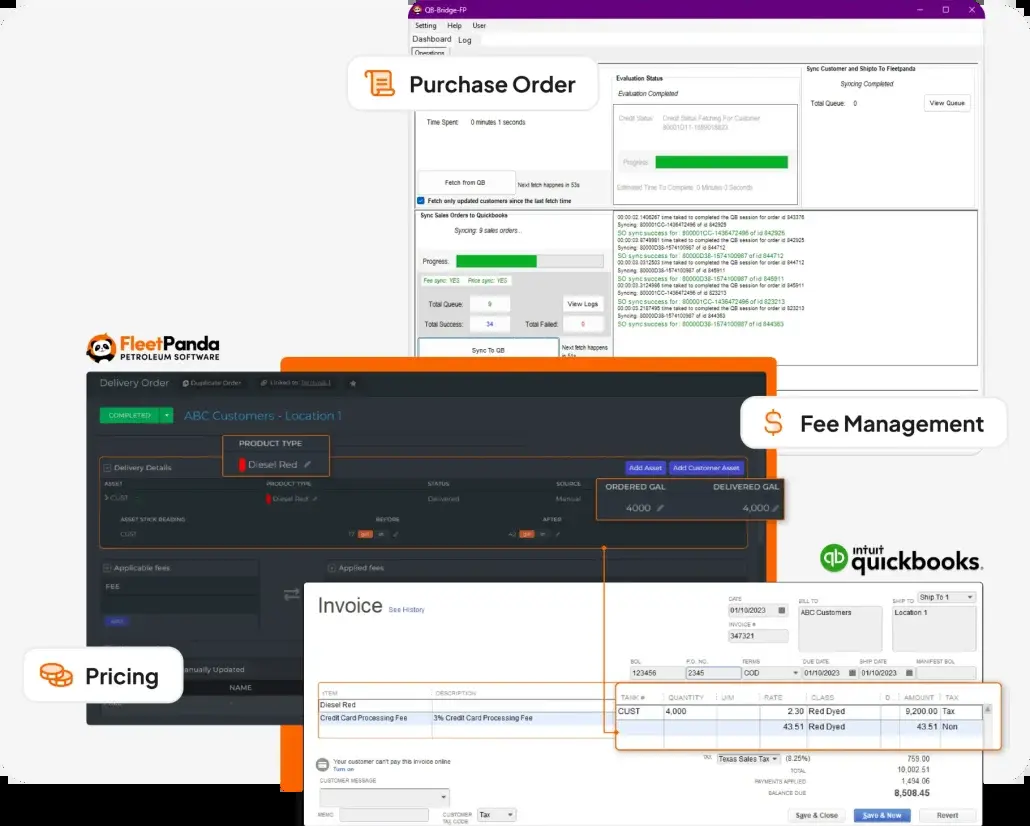 QB-Bridge-FP
Setting Help User
Dashboard Log
Operations
Purchase Order
Time Spent: 0 minutes 1 seconds
Fetch from QB
Next fetch happnes in 53s
Fetch only updated customers since the last fetch time
Evaluation Status
Evaluation Completed
Credit Status: Credit Status Fetching For Customer
80001D11-1689018823
Progress:
Estimated Time To Complete: 0 Minutes 0 Seconds
Sync Customer and Shipto To Fleetpanda
Syncing Completed
Total Queue: 0
View Queue
Sync Sales Orders to Quickbooks
Syncing: 9 sales orders..
Progress:
Fee sync: YES Price sync: YES
Total Queue: 9
View Logs
Total Success: 34
Total Failed: 0
Sync To QB
Next fetch happens
00:00:02.1406267 time taked to completed the QB session for order id 843376
Syncing: 800001CC-1436472496 of id 842925
SO sync success for : 800001CC-1436472496 of id 842925
00:00:03.8749981 time taked to completed the QB session for order id 842925
Syncing: 80000D38-1574100987 of id 844712
SO sync success for : 80000D38-1574100987 of id 844712
00:00:03.0312503 time taked to completed the QB session for order id 844712
Syncing: 80000D38-1574100987 of id 845911
SO sync success for : 80000D38-1574100987 of id 845911
00:00:03.3124998 time taked to completed the QB session for order id 845911
Syncing: 800001CC-1436472496 of id 823213
SO sync success for : 800001CC-1436472496 of id 823213
00:00:03.2187495 time taked to completed the QB session for order id 823213
Syncing: 80000D38-1574100987 of id 844383
SO sync success for : 80000D38-1574100987 of id 844383
FleetPanda
PETROLEUM SOFTWARE
Delivery Order Duplicate Order Linked to Terminal 1
COMPLETED ABC Customers - Location 1
Fee Management
PRODUCT TYPE
Diesel Red
Delivery Details
Add Asset Add Customer Asset
ASSET PRODUCT TYPE STATUS SOURCE
CUST Diesel Red Delivered Manual
ORDERED GAL DELIVERED GAL
4000 4,000
ASSET STICK READING BEFORE AFTER
CUST
Applicable fees Applied fees
FEE
ADD
intuit
quickbooks.
Pricing
Manually Updated
NAME
Invoice See History
DATE
01/10/2023
INVOICE #
347321
BILL TO
ABC Customers
SHIP TO Ship To 1
Location 1
BOL P.O. NO. TERMS DUE DATE SHIP DATE MANIFEST BOL
123456 2345 COD 01/10/2023 01/10/2023
ITEM DESCRIPTION TANK # QUANTITY U/M RATE CLASS D.. AMOUNT TAX
Diesel Red CUST 4,000 2.30 Red Dyed 9,200.00 Tax
Credit Card Processing Fee 3% Credit Card Processing Fee 43.51 Red Dyed 43.51 Non
Your customer can't pay this invoice online
Turn on
CUSTOMER MESSAGE
MEMO
CUSTOMER
TAX CODE
Tax
TAX Texas Sales Tax (8.25%) 759.00
TOTAL 10,002.51
PAYMENTS APPLIED 1,494.06
BALANCE DUE 8,508.45
Save & Close Save & New Revert